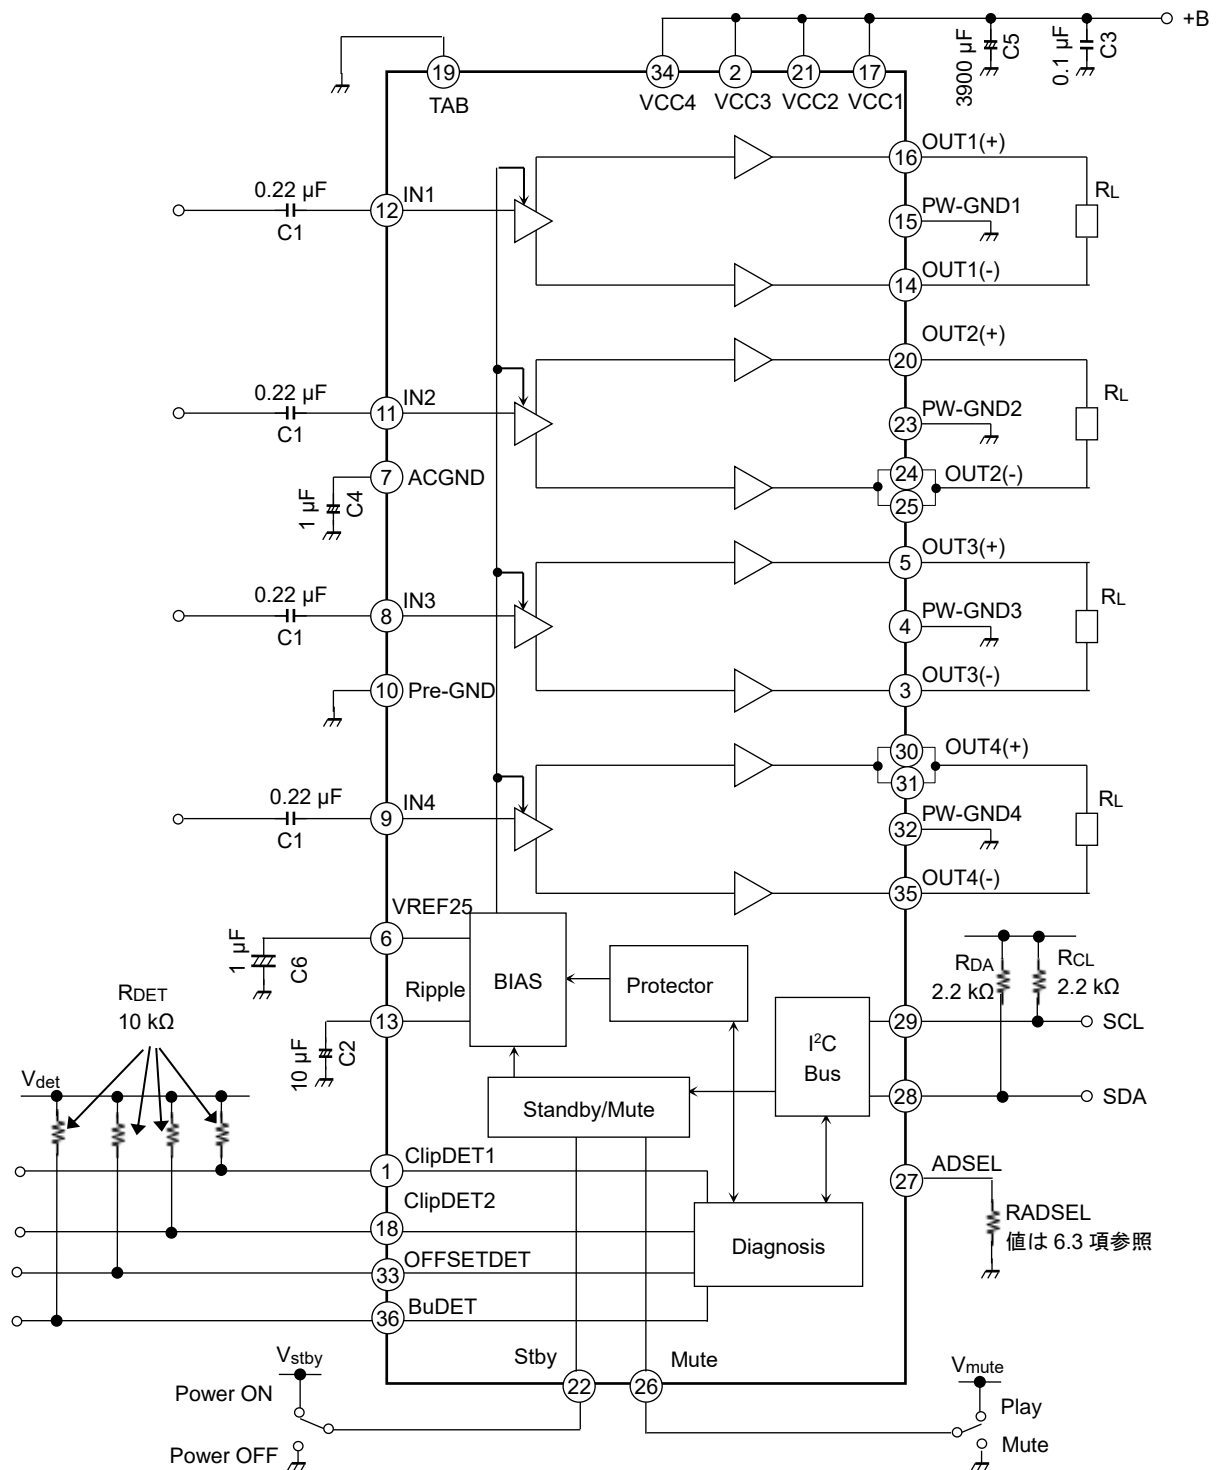 +B
3900 µF
C5
0.1 µF
C3
19
TAB
34
VCC4
2
VCC3
21
VCC2
17
VCC1
16
OUT1(+)
RL
0.22 µF
C1
12
IN1
15
PW-GND1
14
OUT1(-)
20
OUT2(+)
RL
0.22 µF
C1
11
IN2
23
PW-GND2
7
ACGND
1 µF
C4
24
25
OUT2(-)
5
OUT3(+)
RL
0.22 µF
C1
8
IN3
4
PW-GND3
10
Pre-GND
3
OUT3(-)
30
31
OUT4(+)
RL
0.22 µF
C1
9
IN4
32
PW-GND4
35
OUT4(-)
VREF25
6
1 µF
C6
BIAS
Protector
RDA
2.2 kΩ
RCL
2.2 kΩ
Ripple
13
10 µF
C2
RDET
10 kΩ
I²C
Bus
29
SCL
28
SDA
Vdet
Standby/Mute
1
ClipDET1
27
ADSEL
ClipDET2
18
RADSEL
値は 6.3 項参照
Diagnosis
33
OFFSETDET
36
BuDET
Stby
Mute
22
26
Vstby
Power ON
Power OFF
Vmute
Play
Mute